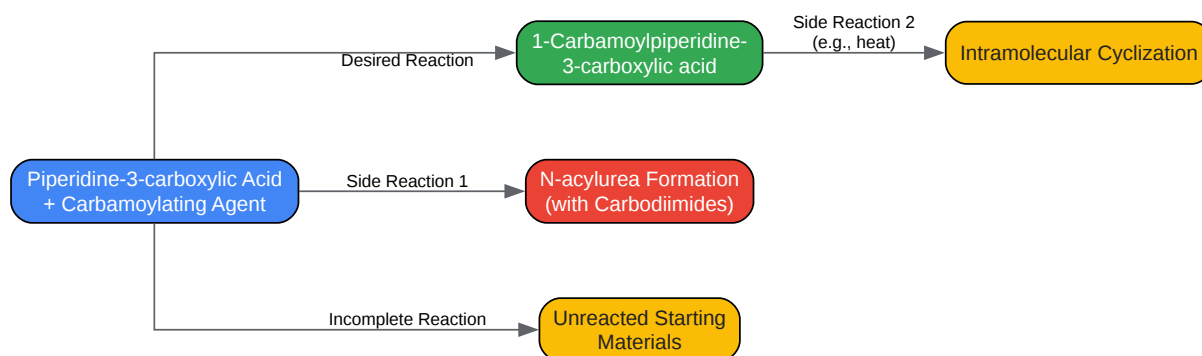 Desired Reaction
1-Carbamoylpiperidine-
3-carboxylic acid
Side Reaction 2
(e.g., heat)
Intramolecular Cyclization
Piperidine-3-carboxylic Acid
+ Carbamoylating Agent
Side Reaction 1
N-acylurea Formation
(with Carbodiimides)
Incomplete Reaction
Unreacted Starting
Materials